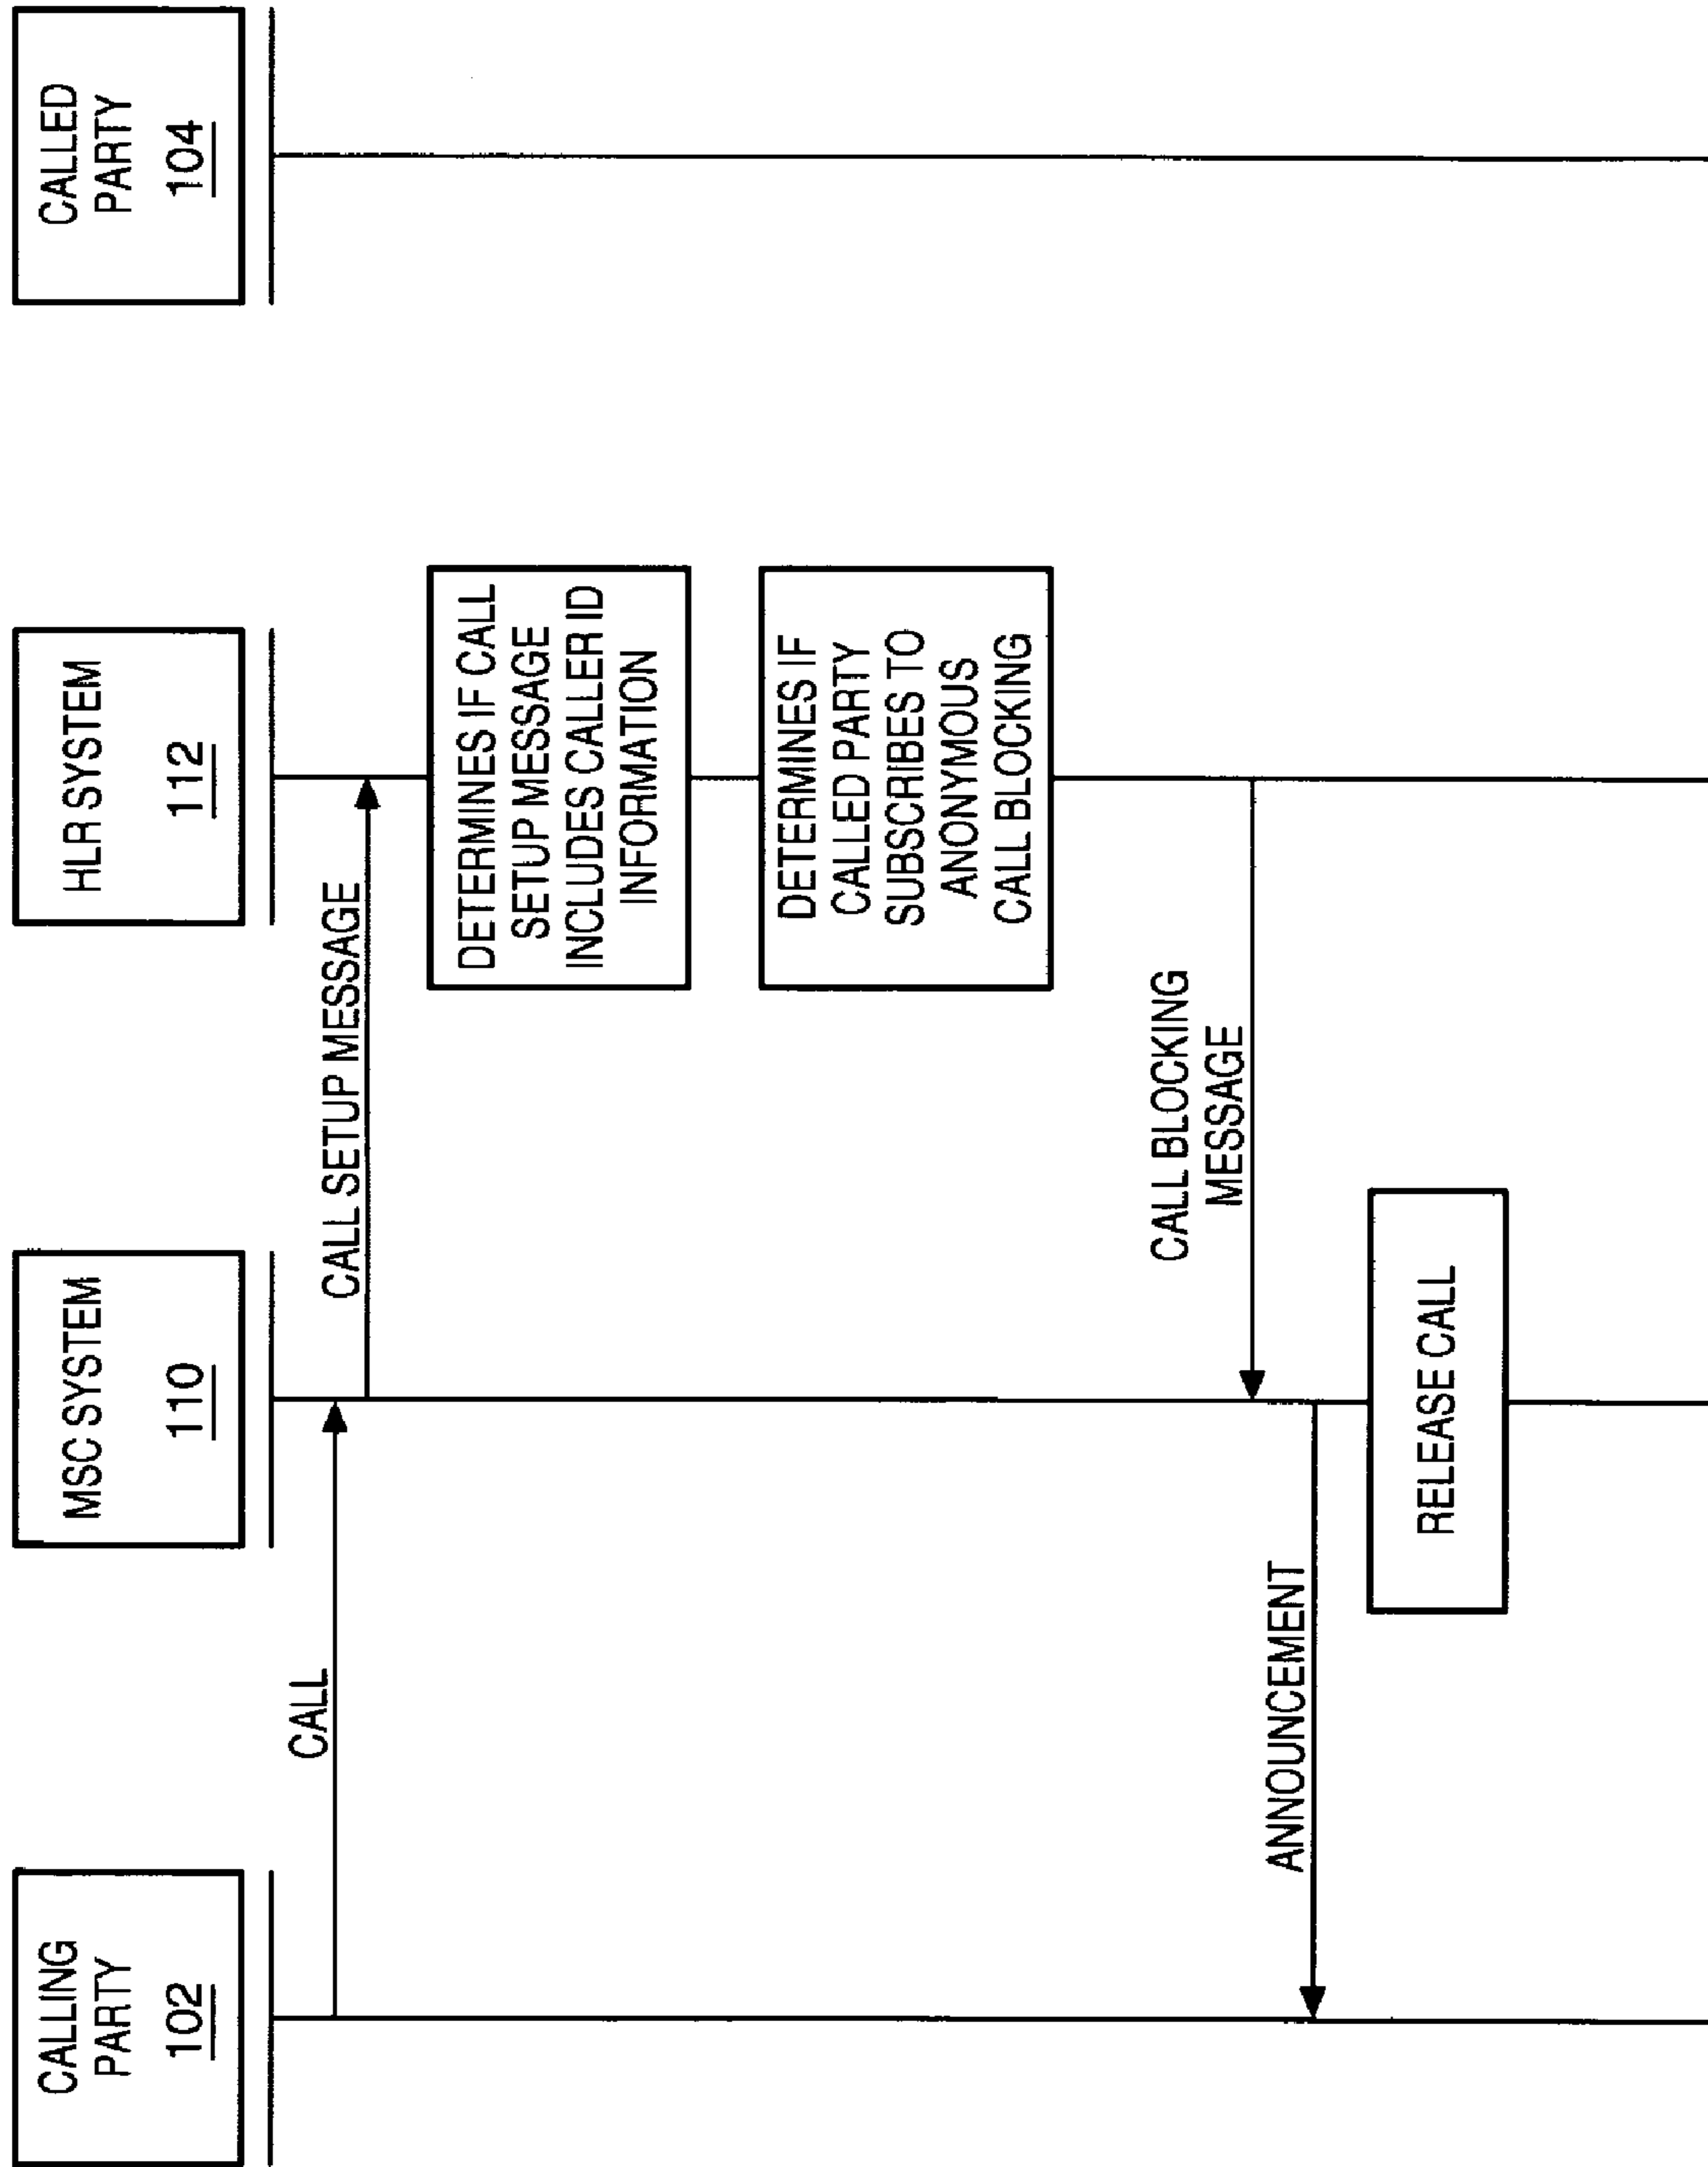 CALLING
PARTY
102
MSC SYSTEM
110
HLR SYSTEM
112
CALLED
PARTY
104
CALL
CALL SETUP MESSAGE
DETERMINES IF CALL
SETUP MESSAGE
INCLUDES CALLER ID
INFORMATION
DETERMINES IF
CALLED PARTY
SUBSCRIBES TO
ANONYMOUS
CALL BLOCKING
CALL BLOCKING
MESSAGE
ANNOUNCEMENT
RELEASE CALL